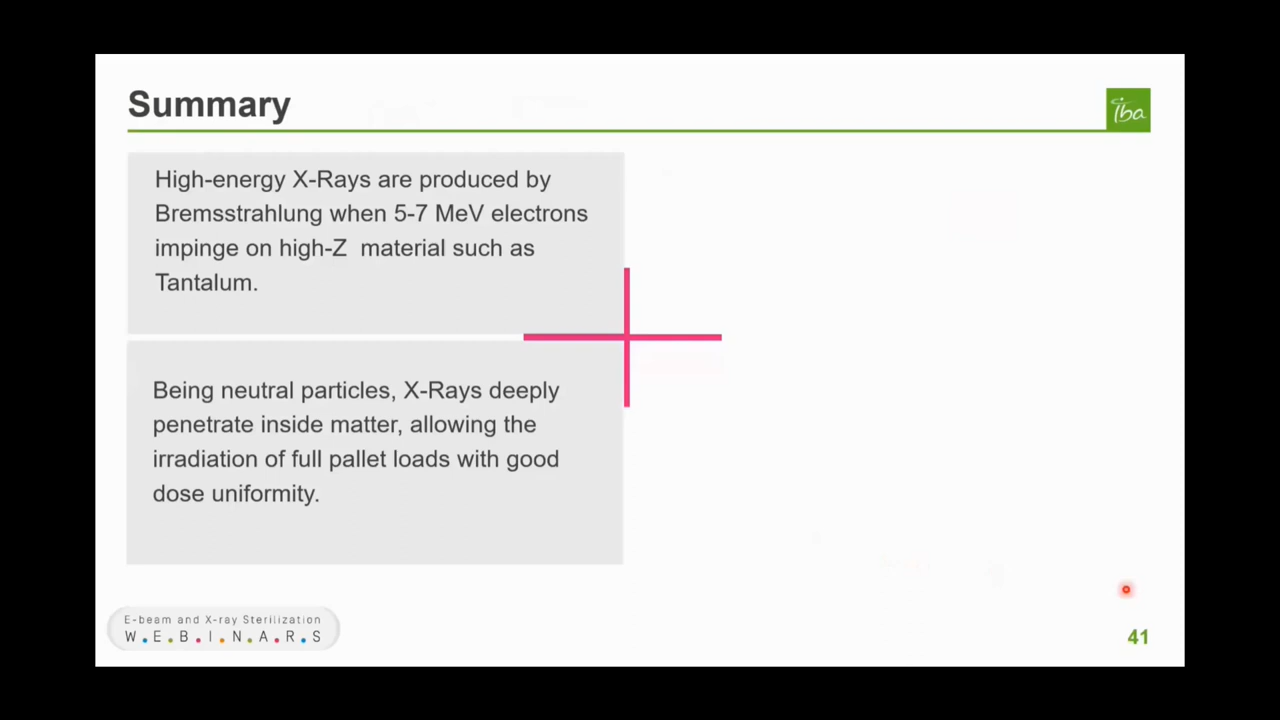 Summary
iba
High-energy X-Rays are produced by
Bremsstrahlung when 5-7 MeV electrons
impinge on high-Z  material such as
Tantalum.
Being neutral particles, X-Rays deeply
penetrate inside matter, allowing the
irradiation of full pallet loads with good
dose uniformity.
E-beam and X-ray Sterilization
W.E.B.I.N.A.R.S
41